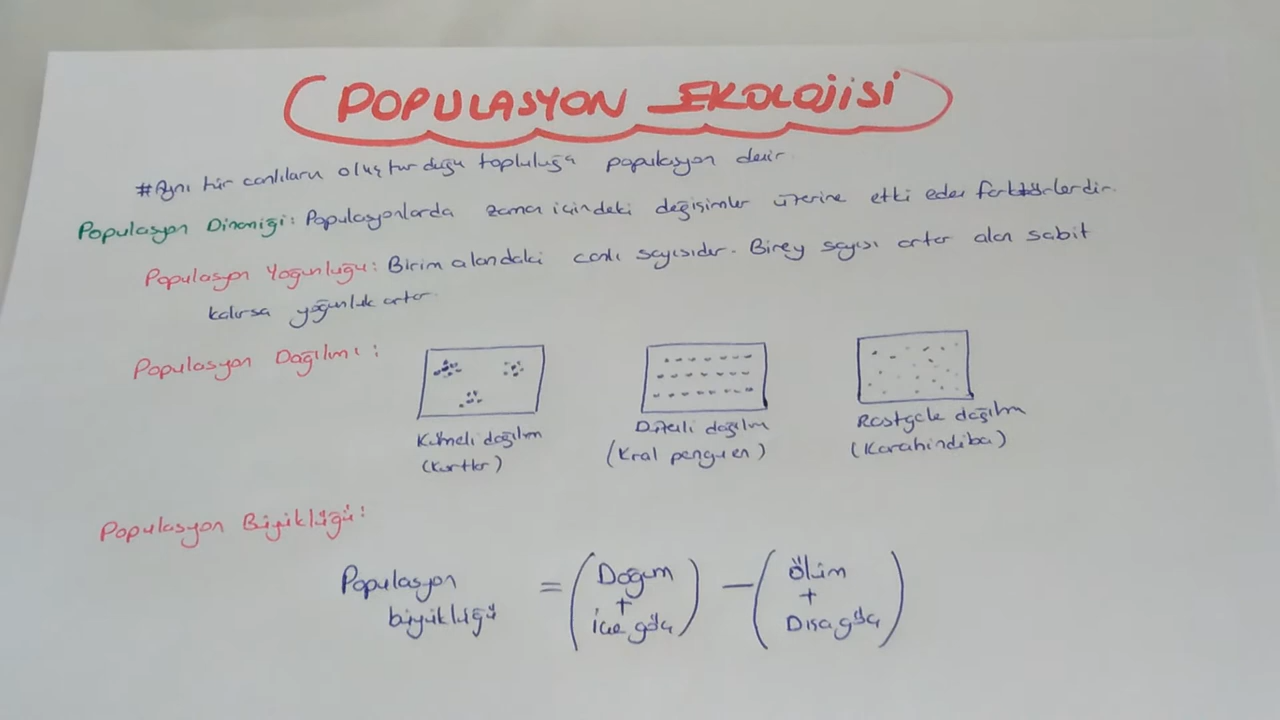 POPULASYON EKOLOJİSİ
#Aynı tür canlıların oluşturduğu topluluğa populasyon denir
Populasyon Dinamiği: Populasyonlarda zaman içindeki değişimler üzerine etki eden faktörlerdir.
Populasyon Yoğunluğu: Birim alandaki canlı sayısıdır. Birey sayısı artar alan sabit
kalırsa yoğunluk artar.
Populasyon Dağılımı:
Kümeli dağılım
(Kurtlar)
Düzenli dağılım
(Kral penguen)
Rastgele dağılım
(Karahindiba)
Populasyon Büyüklüğü:
Populasyon büyüklüğü = (Doğum + İçe göç) — (Ölüm + Dışa göç)